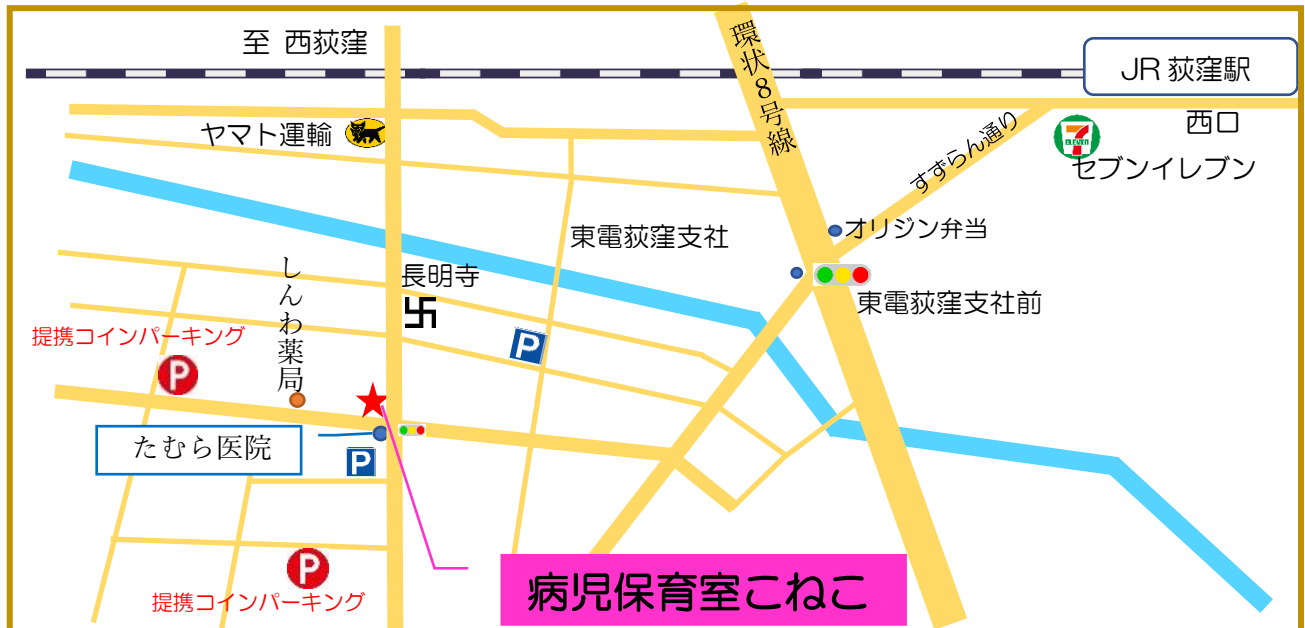 至 西荻窪
環状8号線
JR 荻窪駅
西口
ヤマト運輸
すずらん通り
7
ELEVEN
セブンイレブン
東電荻窪支社
オリジン弁当
長明寺
卐
東電荻窪支社前
しんわ薬局
提携コインパーキング
P
P
たむら医院
P
P
提携コインパーキング
病児保育室こねこ